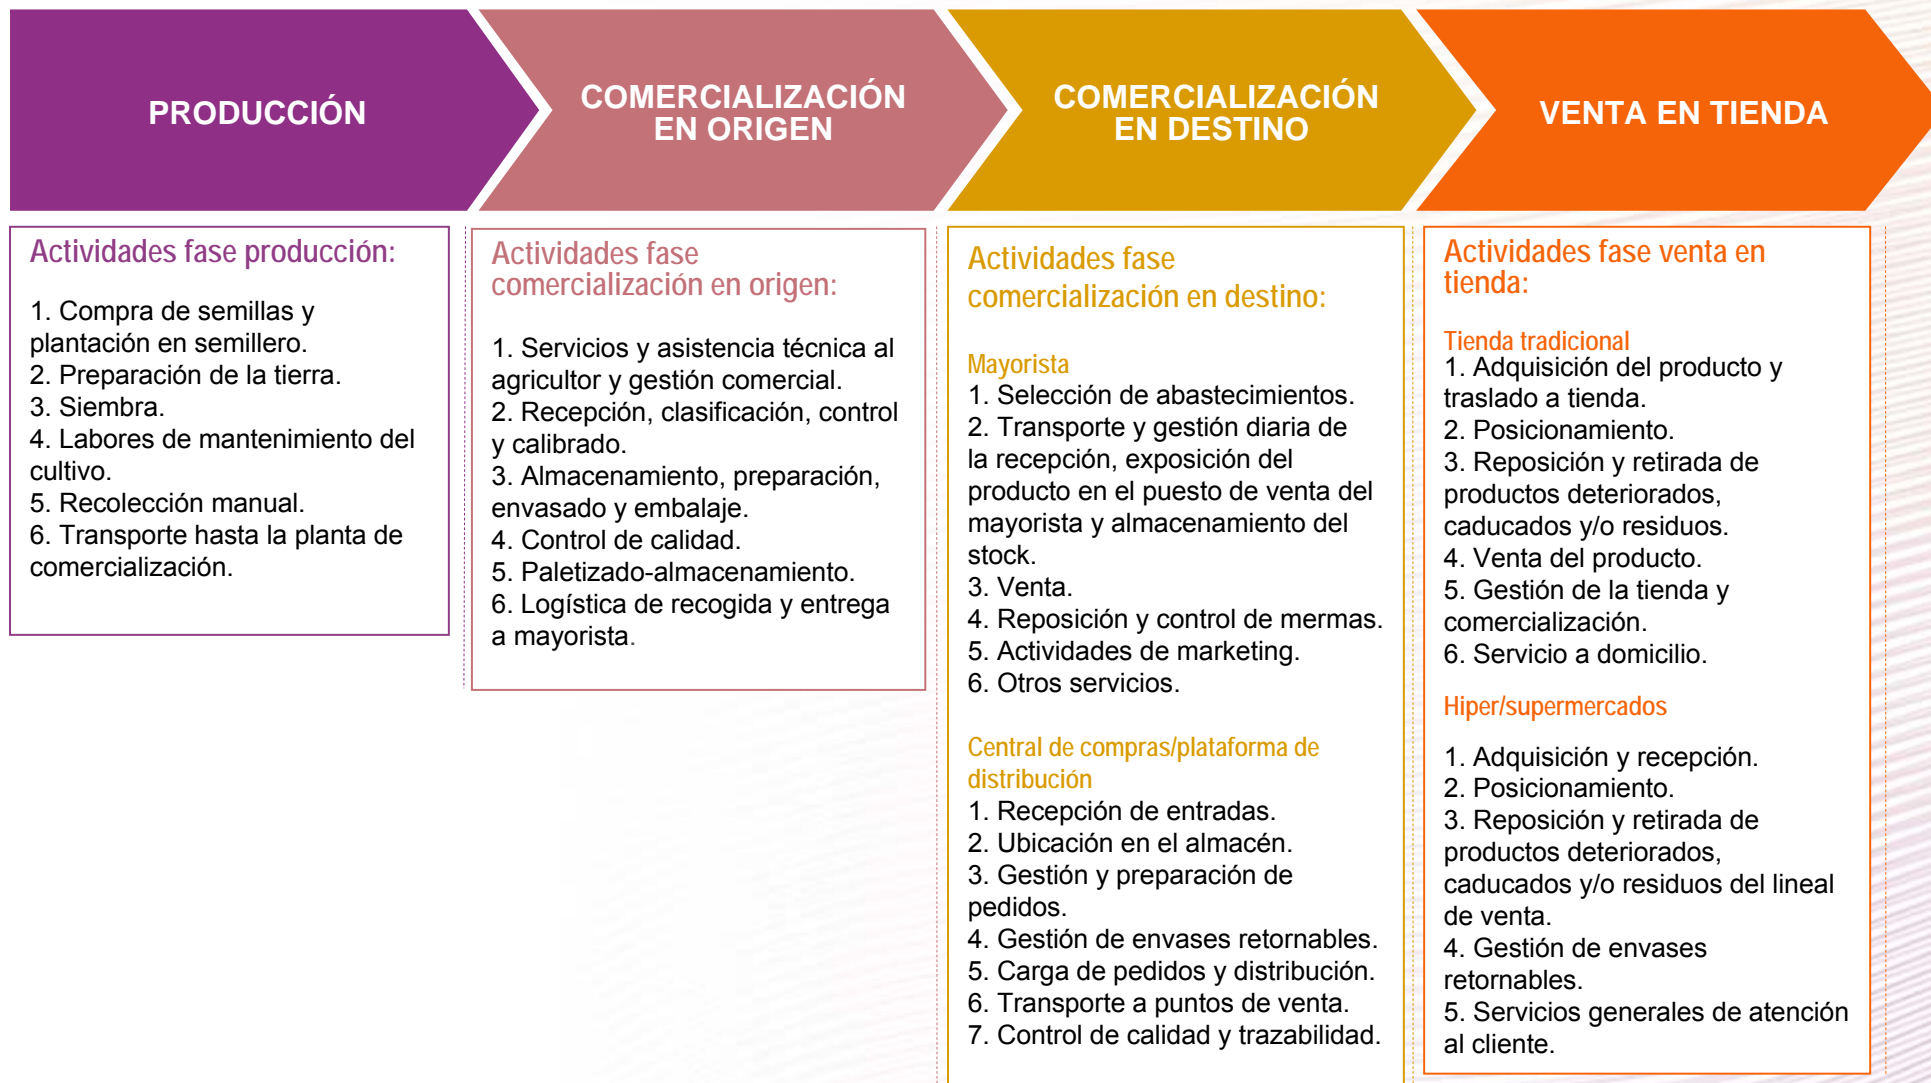 PRODUCCIÓN
COMERCIALIZACIÓN
EN ORIGEN
COMERCIALIZACIÓN
EN DESTINO
VENTA EN TIENDA
Actividades fase producción:
1. Compra de semillas y
plantación en semillero.
2. Preparación de la tierra.
3. Siembra.
4. Labores de mantenimiento del
cultivo.
5. Recolección manual.
6. Transporte hasta la planta de
comercialización.
Actividades fase
comercialización en origen:
1. Servicios y asistencia técnica al
agricultor y gestión comercial.
2. Recepción, clasificación, control
y calibrado.
3. Almacenamiento, preparación,
envasado y embalaje.
4. Control de calidad.
5. Paletizado-almacenamiento.
6. Logística de recogida y entrega
a mayorista.
Actividades fase
comercialización en destino:
Mayorista
1. Selección de abastecimientos.
2. Transporte y gestión diaria de
la recepción, exposición del
producto en el puesto de venta del
mayorista y almacenamiento del
stock.
3. Venta.
4. Reposición y control de mermas.
5. Actividades de marketing.
6. Otros servicios.
Central de compras/plataforma de
distribución
1. Recepción de entradas.
2. Ubicación en el almacén.
3. Gestión y preparación de
pedidos.
4. Gestión de envases retornables.
5. Carga de pedidos y distribución.
6. Transporte a puntos de venta.
7. Control de calidad y trazabilidad.
Actividades fase venta en
tienda:
Tienda tradicional
1. Adquisición del producto y
traslado a tienda.
2. Posicionamiento.
3. Reposición y retirada de
productos deteriorados,
caducados y/o residuos.
4. Venta del producto.
5. Gestión de la tienda y
comercialización.
6. Servicio a domicilio.
Hiper/supermercados
1. Adquisición y recepción.
2. Posicionamiento.
3. Reposición y retirada de
productos deteriorados,
caducados y/o residuos del lineal
de venta.
4. Gestión de envases
retornables.
5. Servicios generales de atención
al cliente.